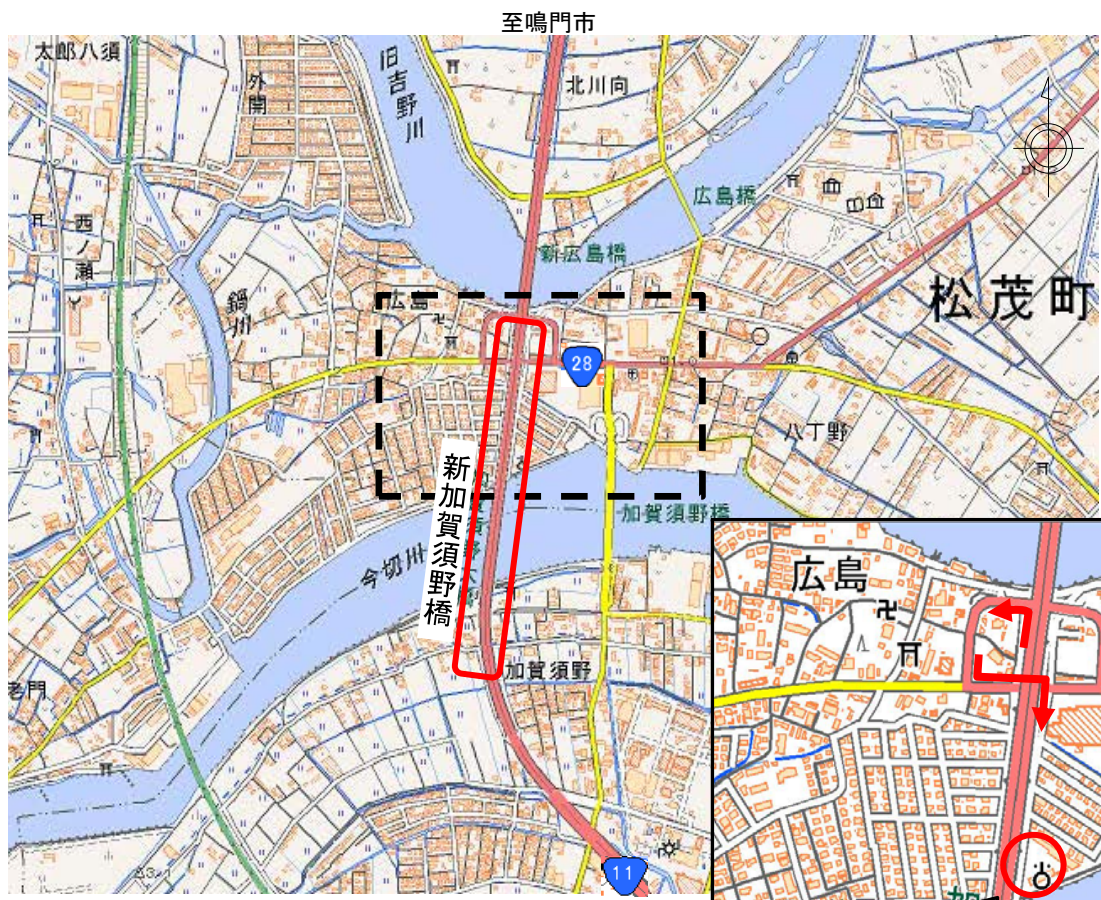 至鳴門市
太郎八須
外開
旧吉野川
北川向
広島橋
西ノ瀬
新広島橋
松茂町
鍋川
広島
28
八丁野
新加賀須野橋
加賀須野橋
今切川
加賀須野
老門
11
広島